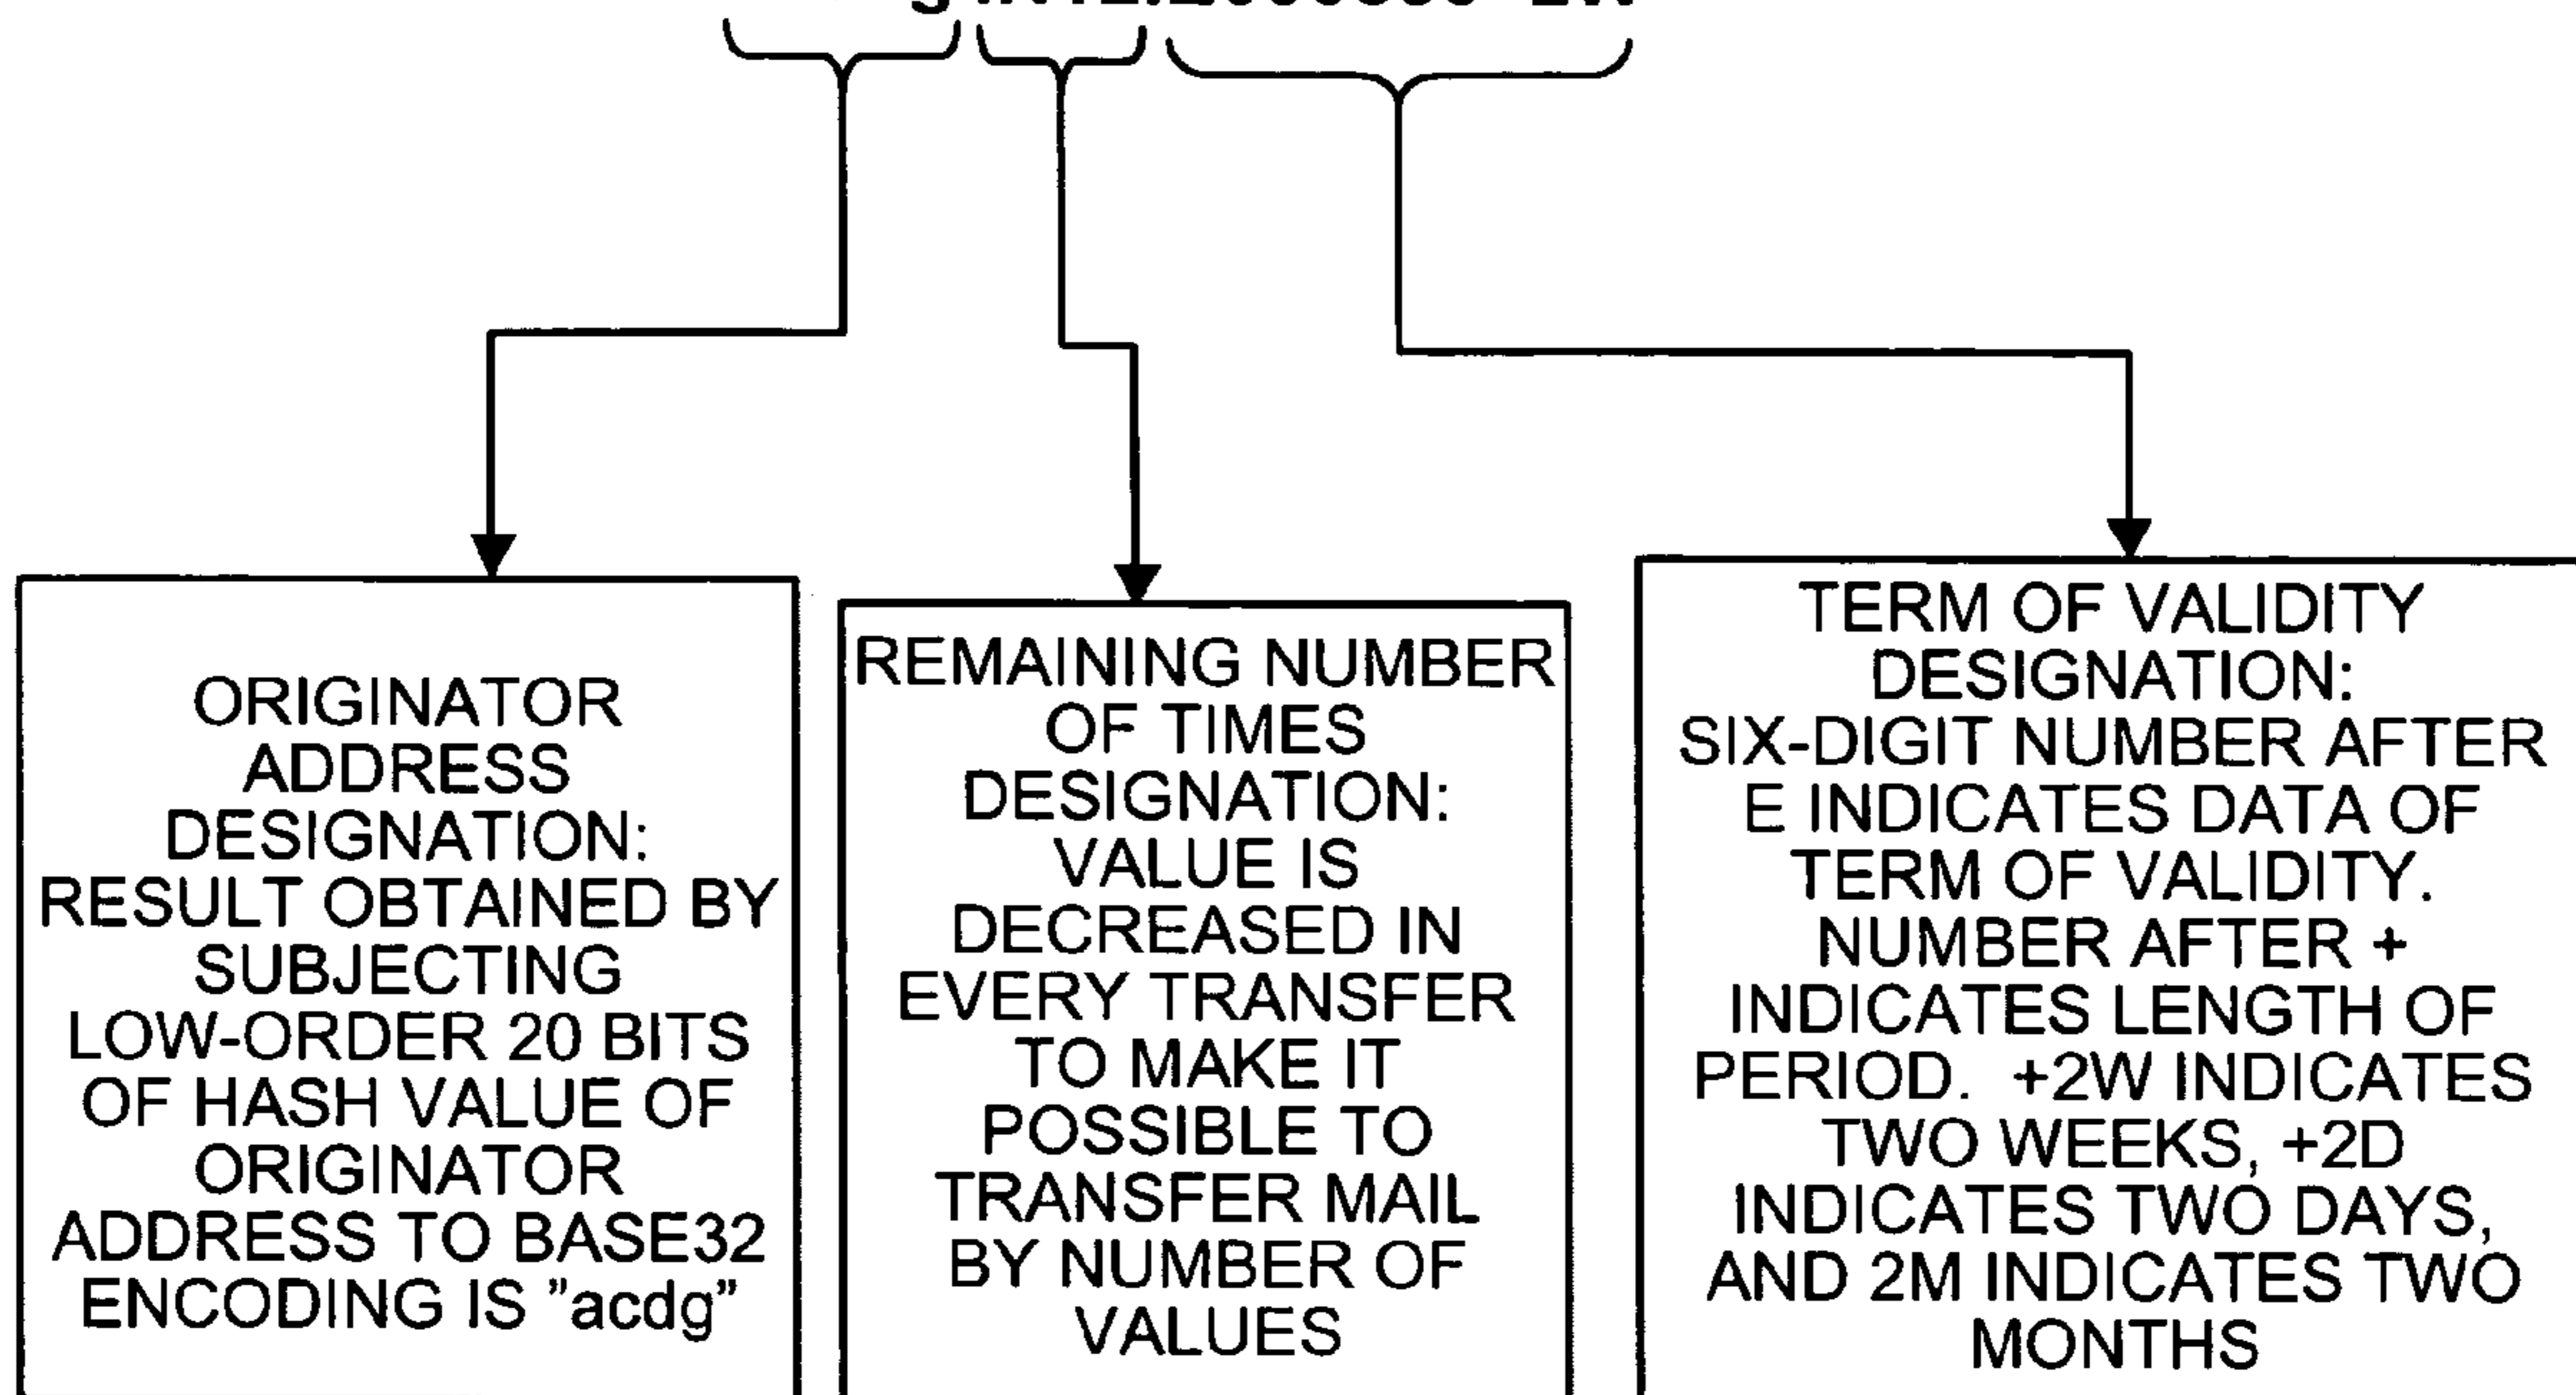 ORIGINATOR
ADDRESS
DESIGNATION:
RESULT OBTAINED BY
SUBJECTING
LOW-ORDER 20 BITS
OF HASH VALUE OF
ORIGINATOR
ADDRESS TO BASE32
ENCODING IS ”acdg”
REMAINING NUMBER
OF TIMES
DESIGNATION:
VALUE IS
DECREASED IN
EVERY TRANSFER
TO MAKE IT
POSSIBLE TO
TRANSFER MAIL
BY NUMBER OF
VALUES
TERM OF VALIDITY
DESIGNATION:
SIX-DIGIT NUMBER AFTER
E INDICATES DATA OF
TERM OF VALIDITY.
NUMBER AFTER +
INDICATES LENGTH OF
PERIOD. +2W INDICATES
TWO WEEKS, +2D
INDICATES TWO DAYS,
AND 2M INDICATES TWO
MONTHS